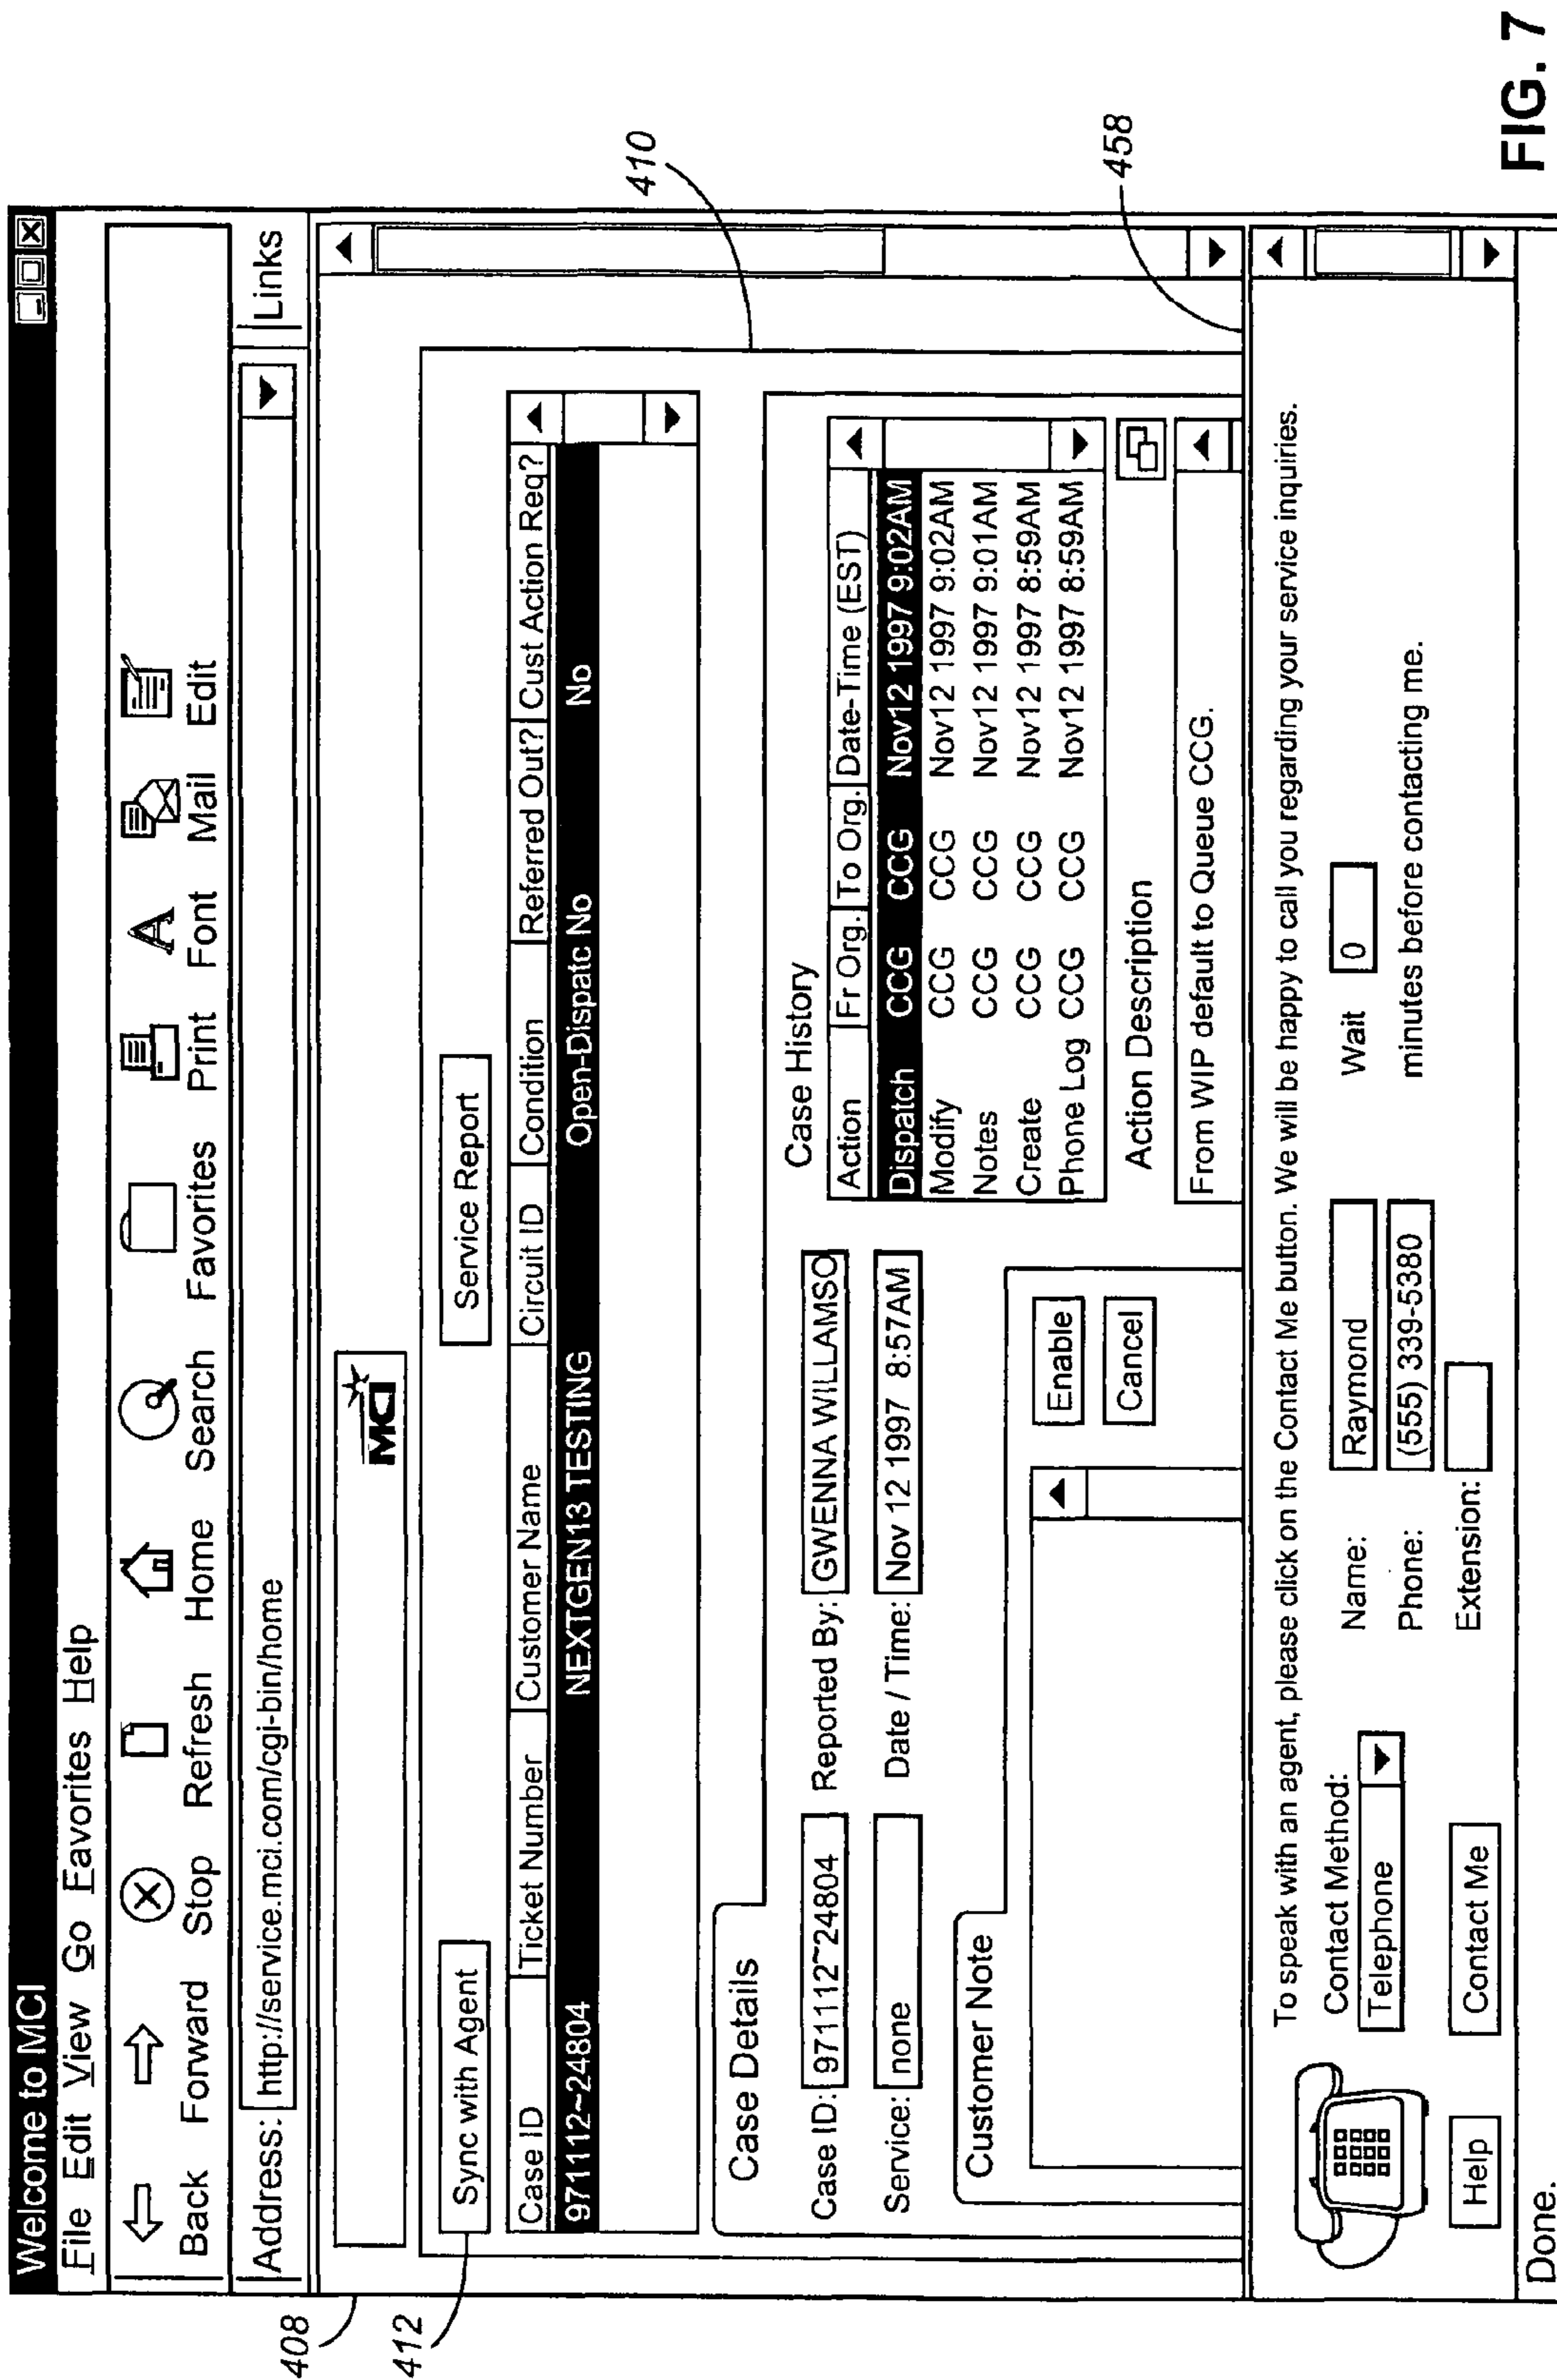 Welcome to MCI
File Edit View Go Favorites Help
Back Forward Stop Refresh Home Search Favorites Print Font Mail Edit
Address: http://service.mci.com/cgi-bin/home Links
408
MCI
412
Sync with Agent Service Report
Case ID Ticket Number Customer Name Circuit ID Condition Referred Out? Cust Action Req?
971112~24804 NEXTGEN13 TESTING Open-Dispatc No No
410
Case Details
Case ID: 971112~24804 Reported By: GWENNA WILLAMSO
Service: none Date / Time: Nov 12 1997 8:57AM
Case History
Action Fr Org. To Org. Date-Time (EST)
Dispatch CCG CCG Nov12 1997 9:02AM
Modify CCG CCG Nov12 1997 9:02AM
Notes CCG CCG Nov12 1997 9:01AM
Create CCG CCG Nov12 1997 8:59AM
Phone Log CCG CCG Nov12 1997 8:59AM
Customer Note
Enable
Cancel
Action Description
From WIP default to Queue CCG.
458
To speak with an agent, please click on the Contact Me button. We will be happy to call you regarding your service inquiries.
Contact Method:
Telephone
Name: Raymond
Wait 0
Phone: (555) 339-5380
minutes before contacting me.
Extension:
Help Contact Me
Done.
FIG. 7